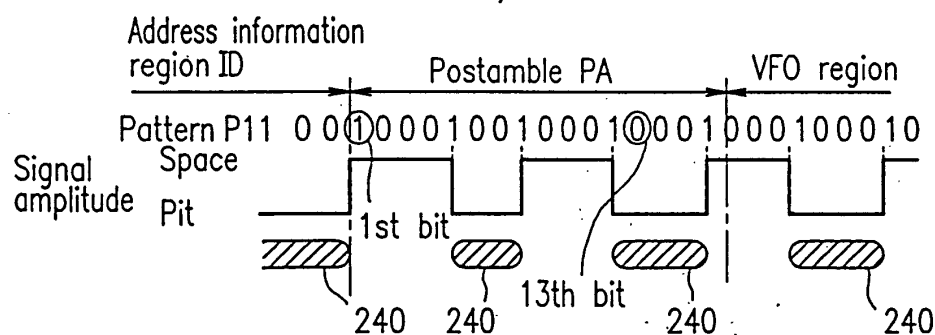 Address information
region ID
Postamble PA
VFO region
Pattern P11 0 0 1 0 0 0 1 0 0 1 0 0 0 1 0 0 0 1 0 0 0 1 0 0 0 1 0
Signal
amplitude
Space
Pit
1st bit
13th bit
240 240 240 240